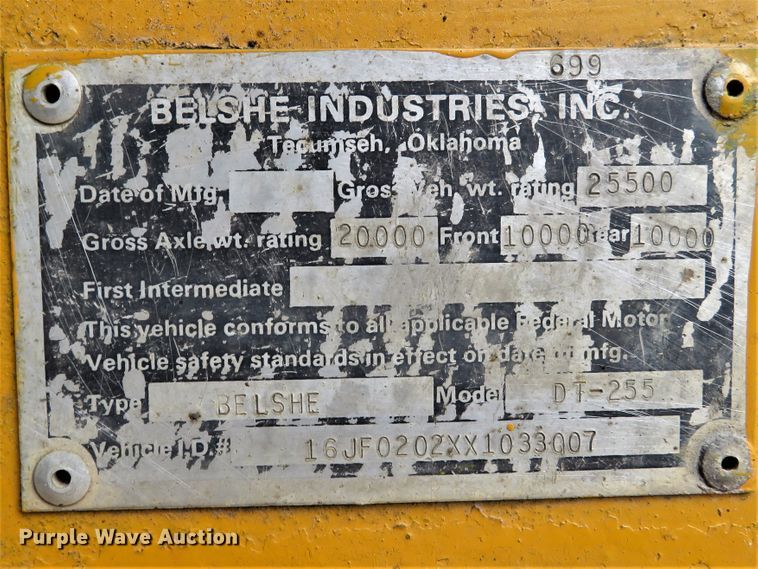 699
BELSHE INDUSTRIES, INC.
Tecumseh, Oklahoma
Date of Mfg. Gross Veh. wt. rating 25500
Gross Axle wt. rating 20000 Front 10000 Rear 10000
First Intermediate
This vehicle conforms to all applicable Federal Motor
Vehicle safety standards in effect on date of mfg.
Type BELSHE Model DT-255
Vehicle I.D.# 16JF0202XX1033007
Purple Wave Auction